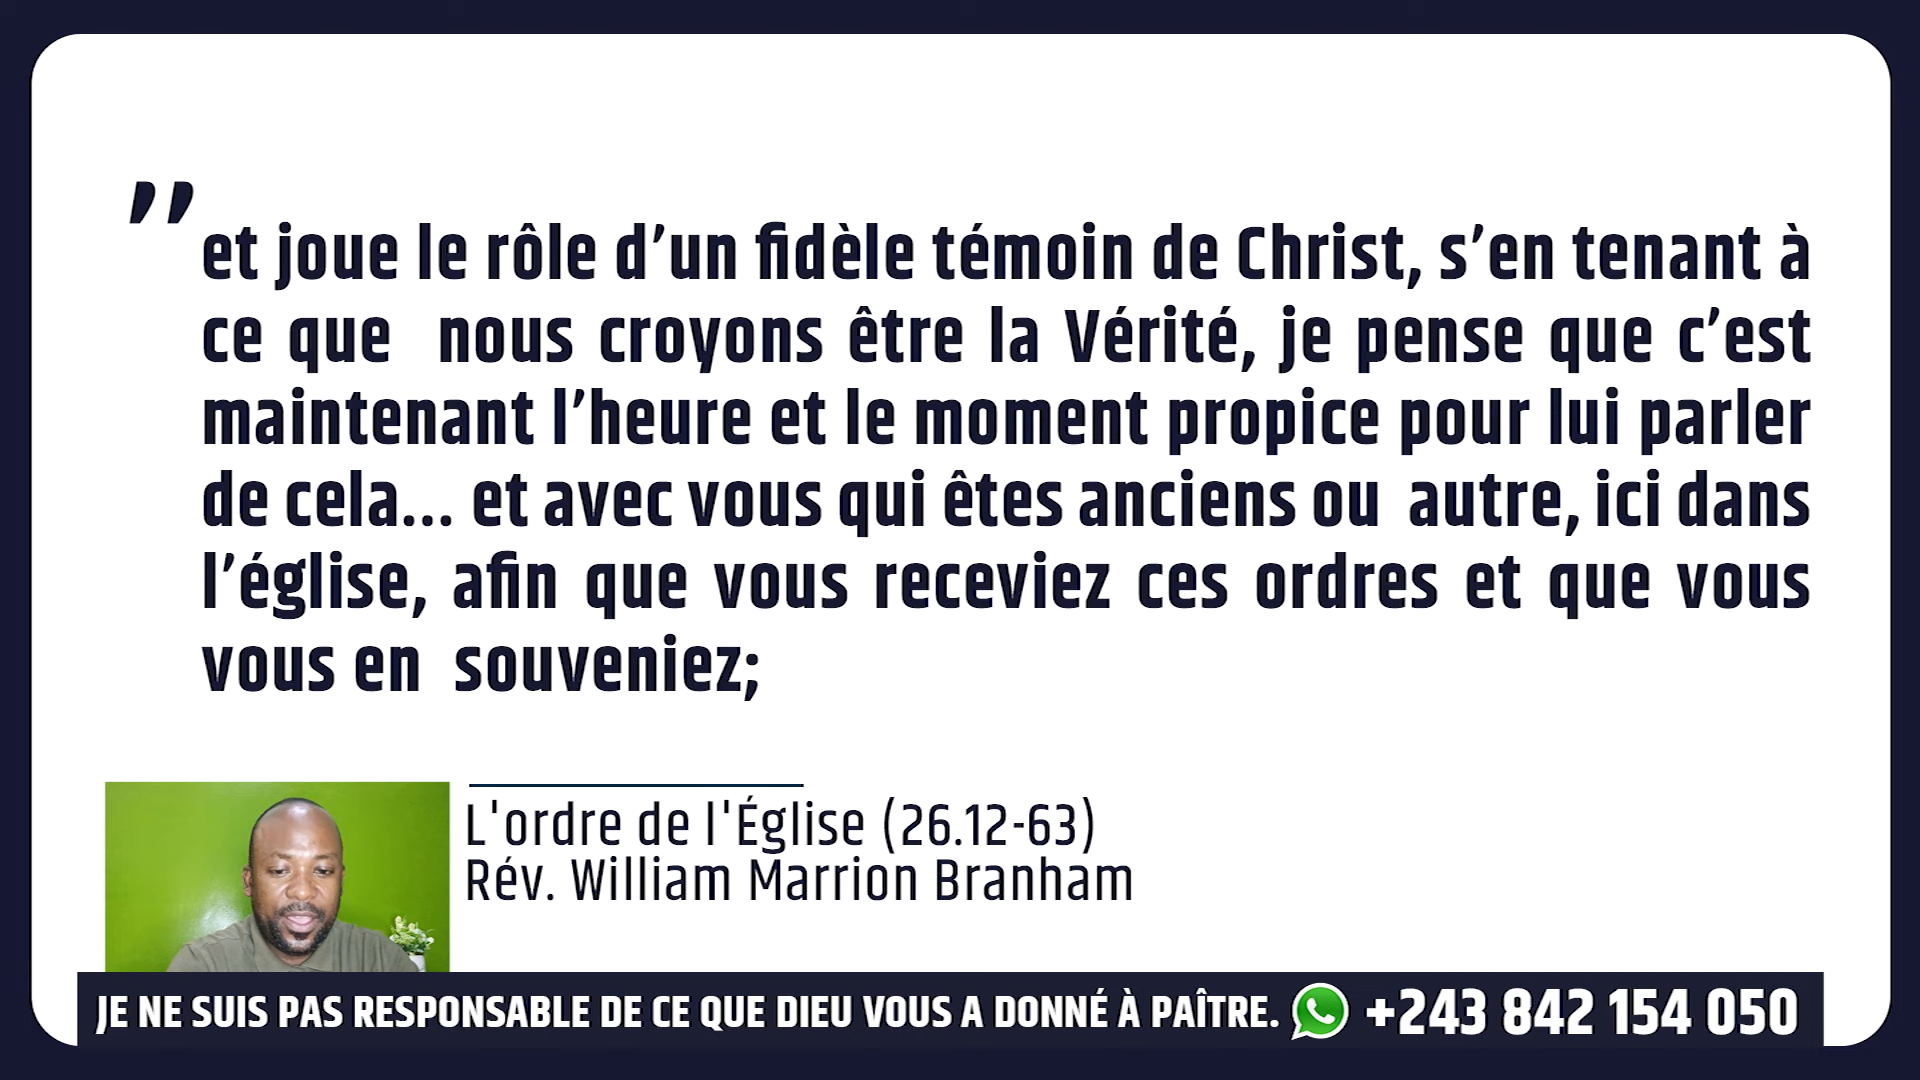 ”
et joue le rôle d’un fidèle témoin de Christ, s’en tenant à
ce que nous croyons être la Vérité, je pense que c’est
maintenant l’heure et le moment propice pour lui parler
de cela... et avec vous qui êtes anciens ou autre, ici dans
l’église, afin que vous receviez ces ordres et que vous
vous en souveniez;
L'ordre de l'Église (26.12-63)
Rév. William Marrion Branham
JE NE SUIS PAS RESPONSABLE DE CE QUE DIEU VOUS A DONNÉ À PAÎTRE. +243 842 154 050